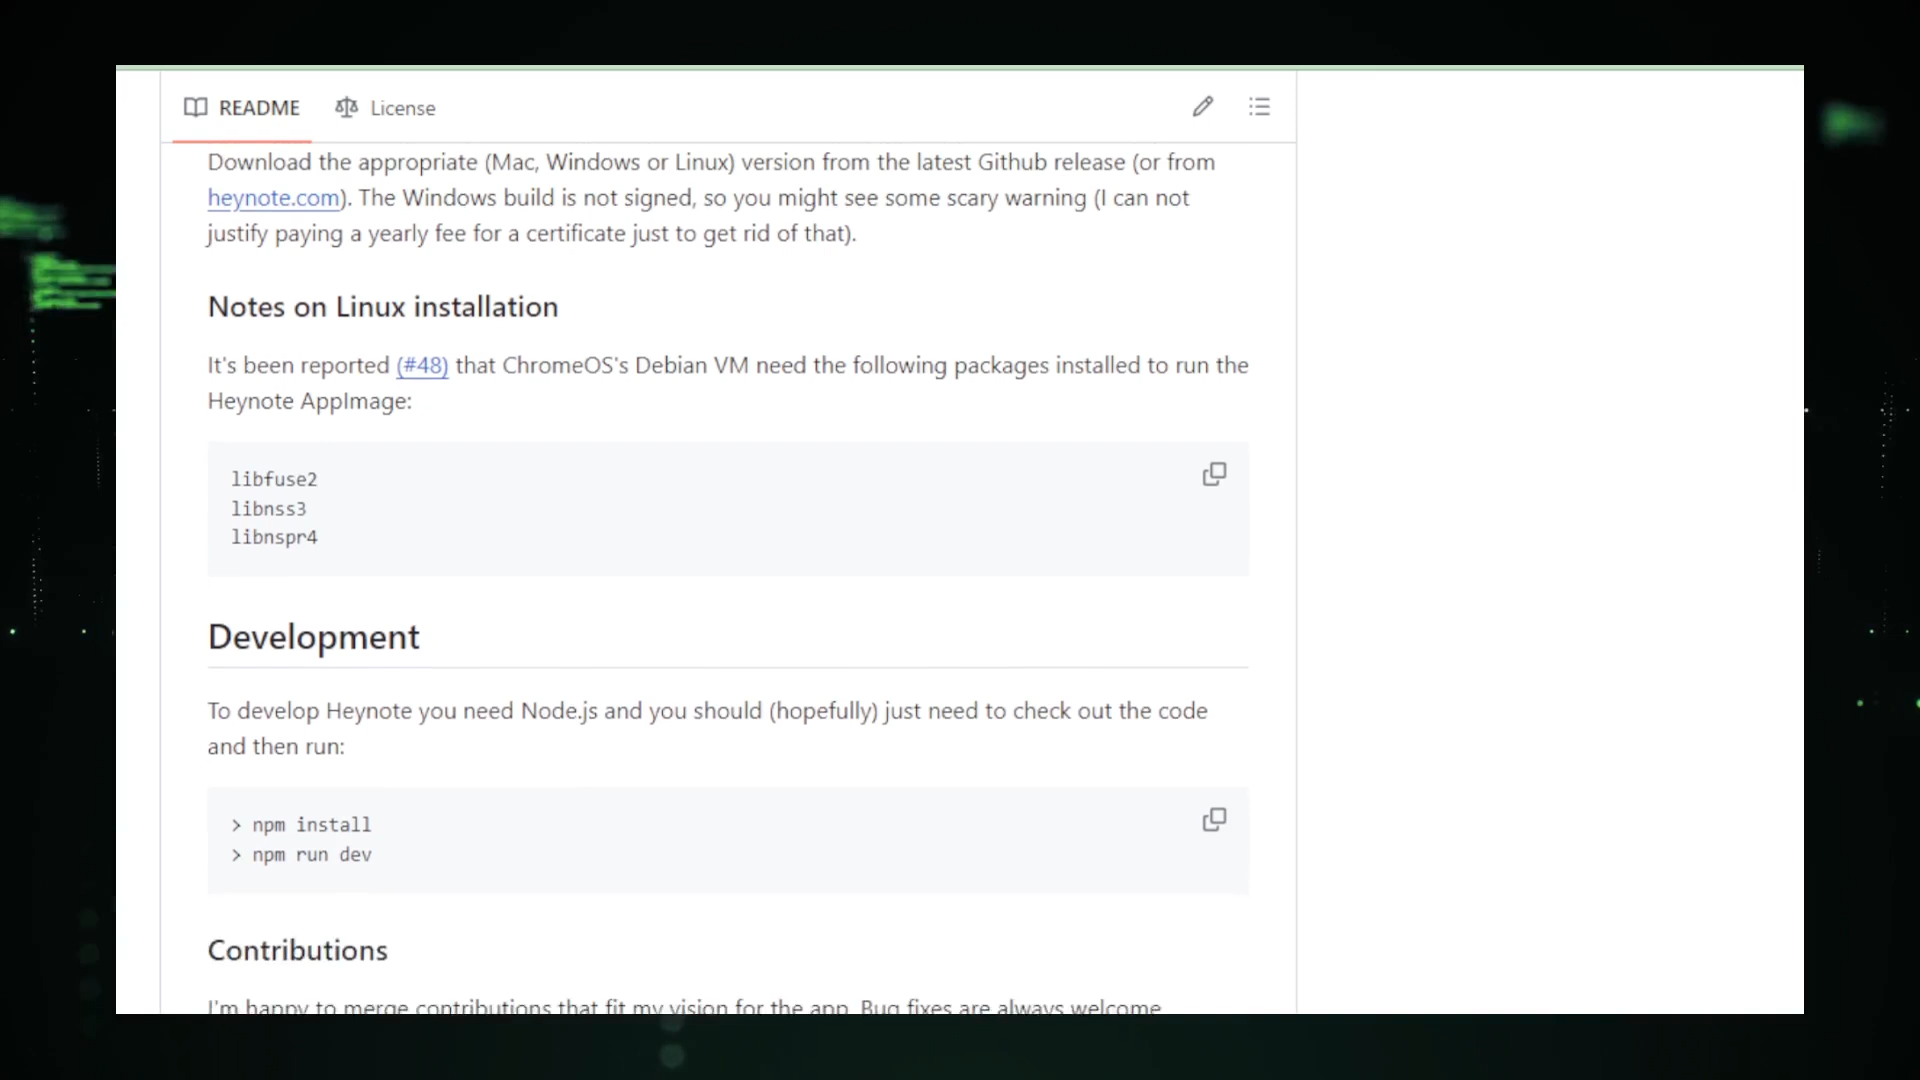 README License
Download the appropriate (Mac, Windows or Linux) version from the latest Github release (or from
heynote.com). The Windows build is not signed, so you might see some scary warning (I can not
justify paying a yearly fee for a certificate just to get rid of that).
Notes on Linux installation
It's been reported (#48) that ChromeOS's Debian VM need the following packages installed to run the
Heynote AppImage:
libfuse2
libnss3
libnspr4
Development
To develop Heynote you need Node.js and you should (hopefully) just need to check out the code
and then run:
> npm install
> npm run dev
Contributions
I'm happy to merge contributions that fit my vision for the app. Bug fixes are always welcome